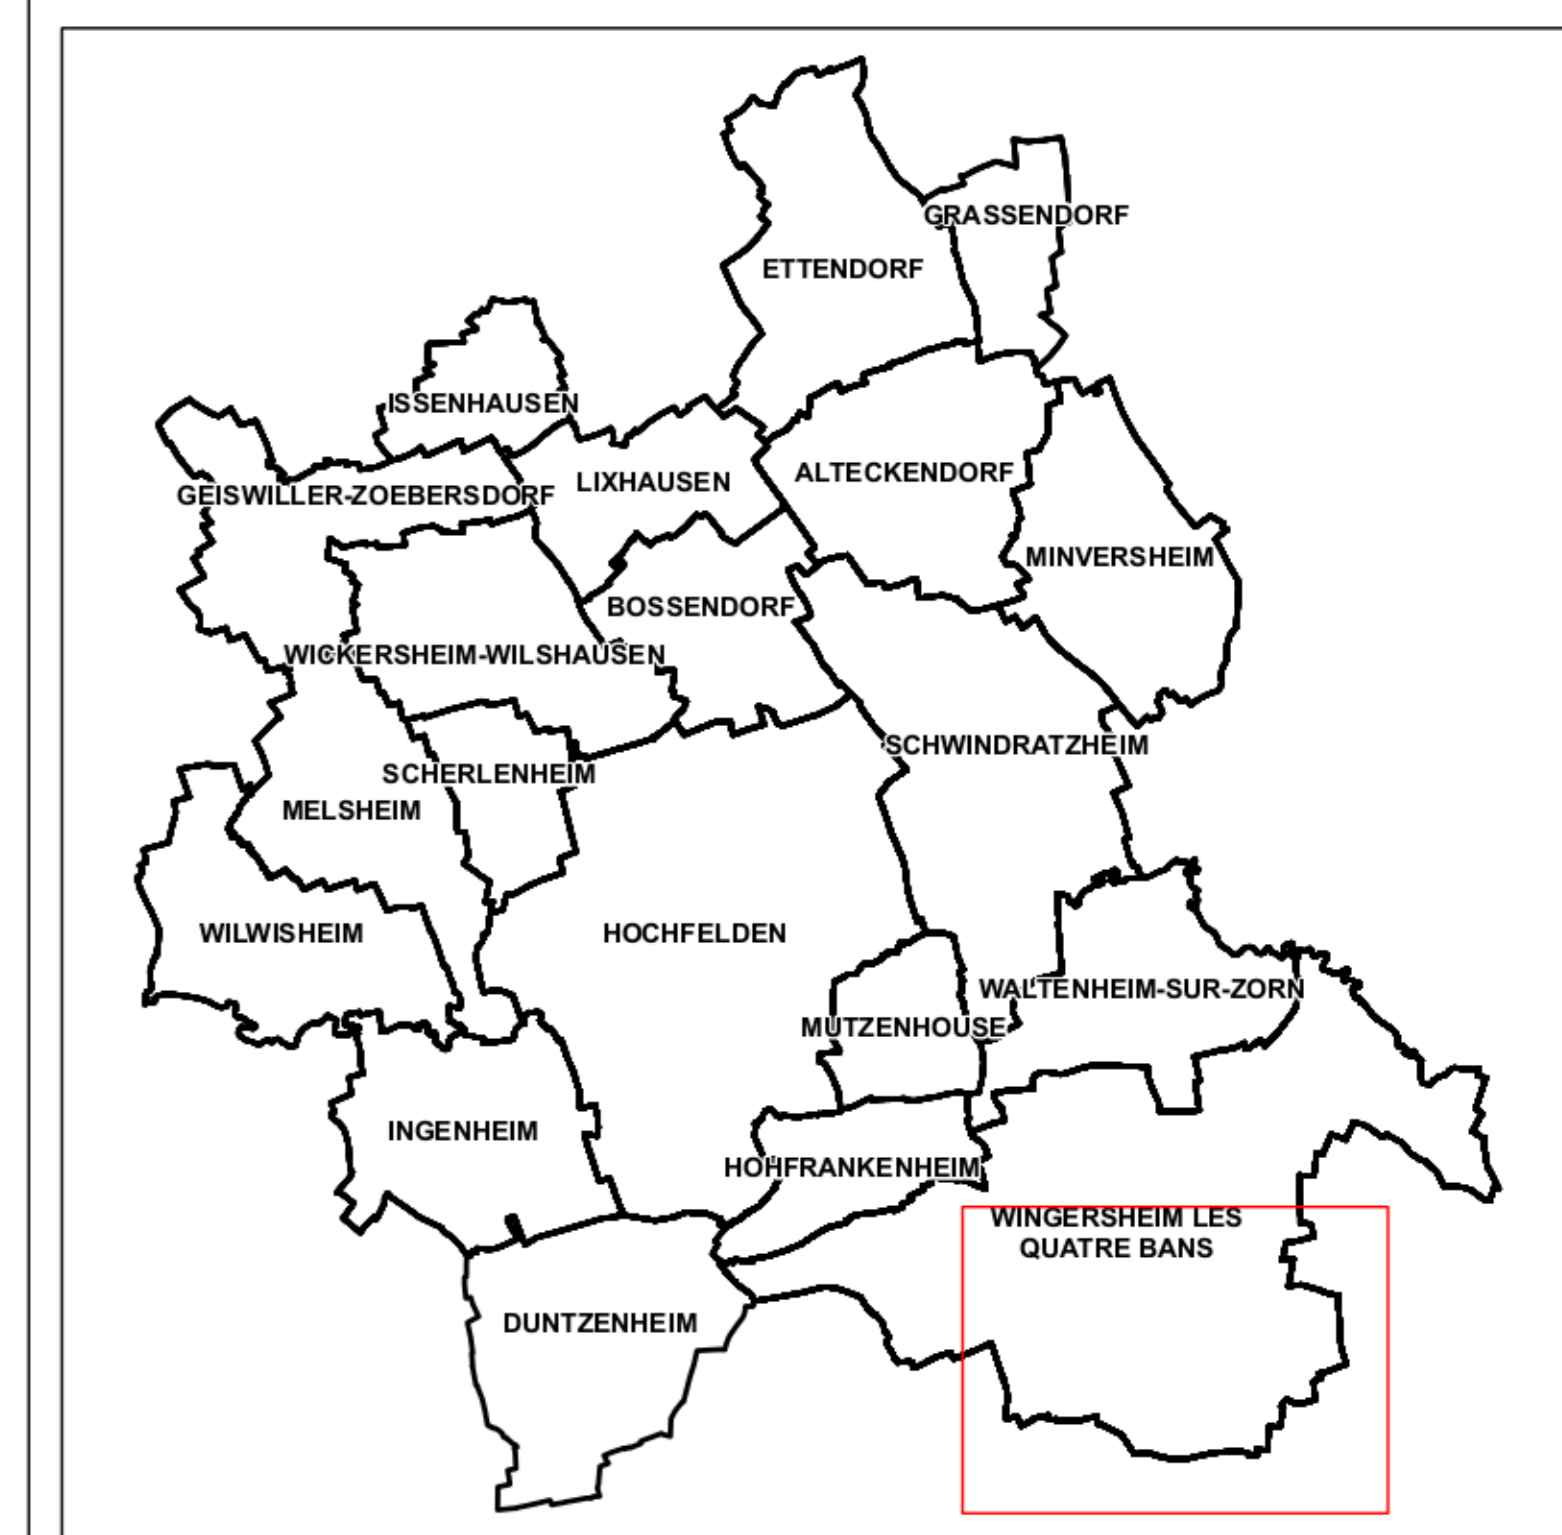 GRASSENDORF
ETTENDORF
ISSENHAUSEN
ALTECKENDORF
LIXHAUSEN
GEISWILLER-ZOEBERSDORF
MINVERSHEIM
BOSSENDORF
WICKERSHEIM-WILSHAUSEN
SCHWINDRATZHEIM
SCHERLENHEIM
MELSHEIM
WILWISHEIM
HOCHFELDEN
WALTENHEIM-SUR-ZORN
MUTZENHOUSE
INGENHEIM
HOHFRANKENHEIM
WINGERSHEIM LES
QUATRE BANS
DUNTZENHEIM